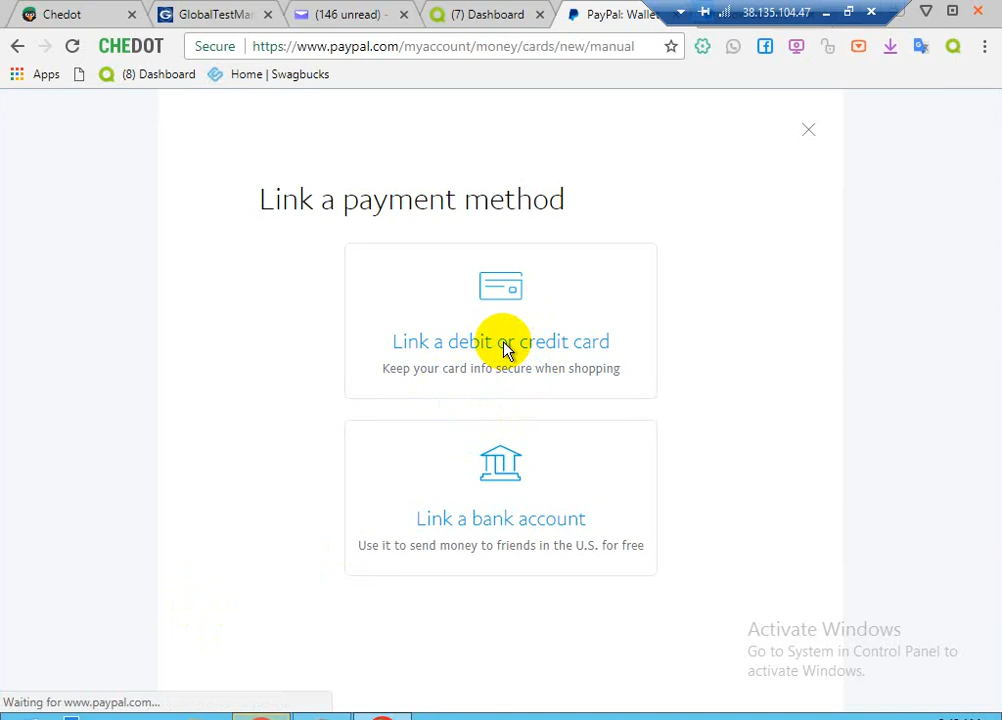 Chedot
GlobalTestMar
(146 unread) -
(7) Dashboard
PayPal: Walle
38.135.104.47
CHEDOT
Secure
https://www.paypal.com/myaccount/money/cards/new/manual
Apps
(8) Dashboard
Home | Swagbucks
Link a payment method
Link a debit or credit card
Keep your card info secure when shopping
Link a bank account
Use it to send money to friends in the U.S. for free
Activate Windows
Go to System in Control Panel to
activate Windows.
Waiting for www.paypal.com...